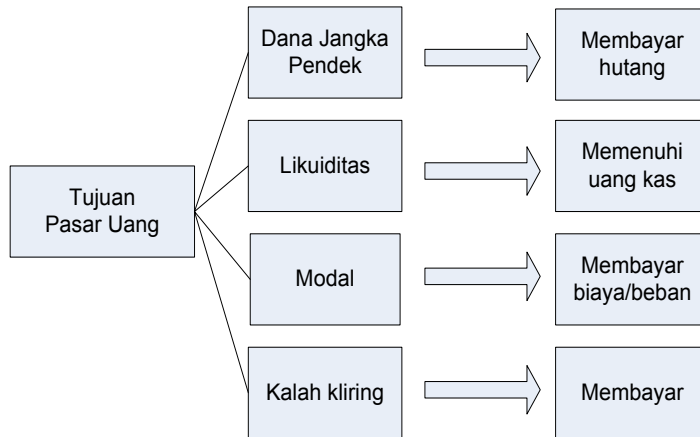 Tujuan
Pasar Uang
Dana Jangka
Pendek
Membayar
hutang
Likuiditas
Memenuhi
uang kas
Modal
Membayar
biaya/beban
Kalah kliring
Membayar